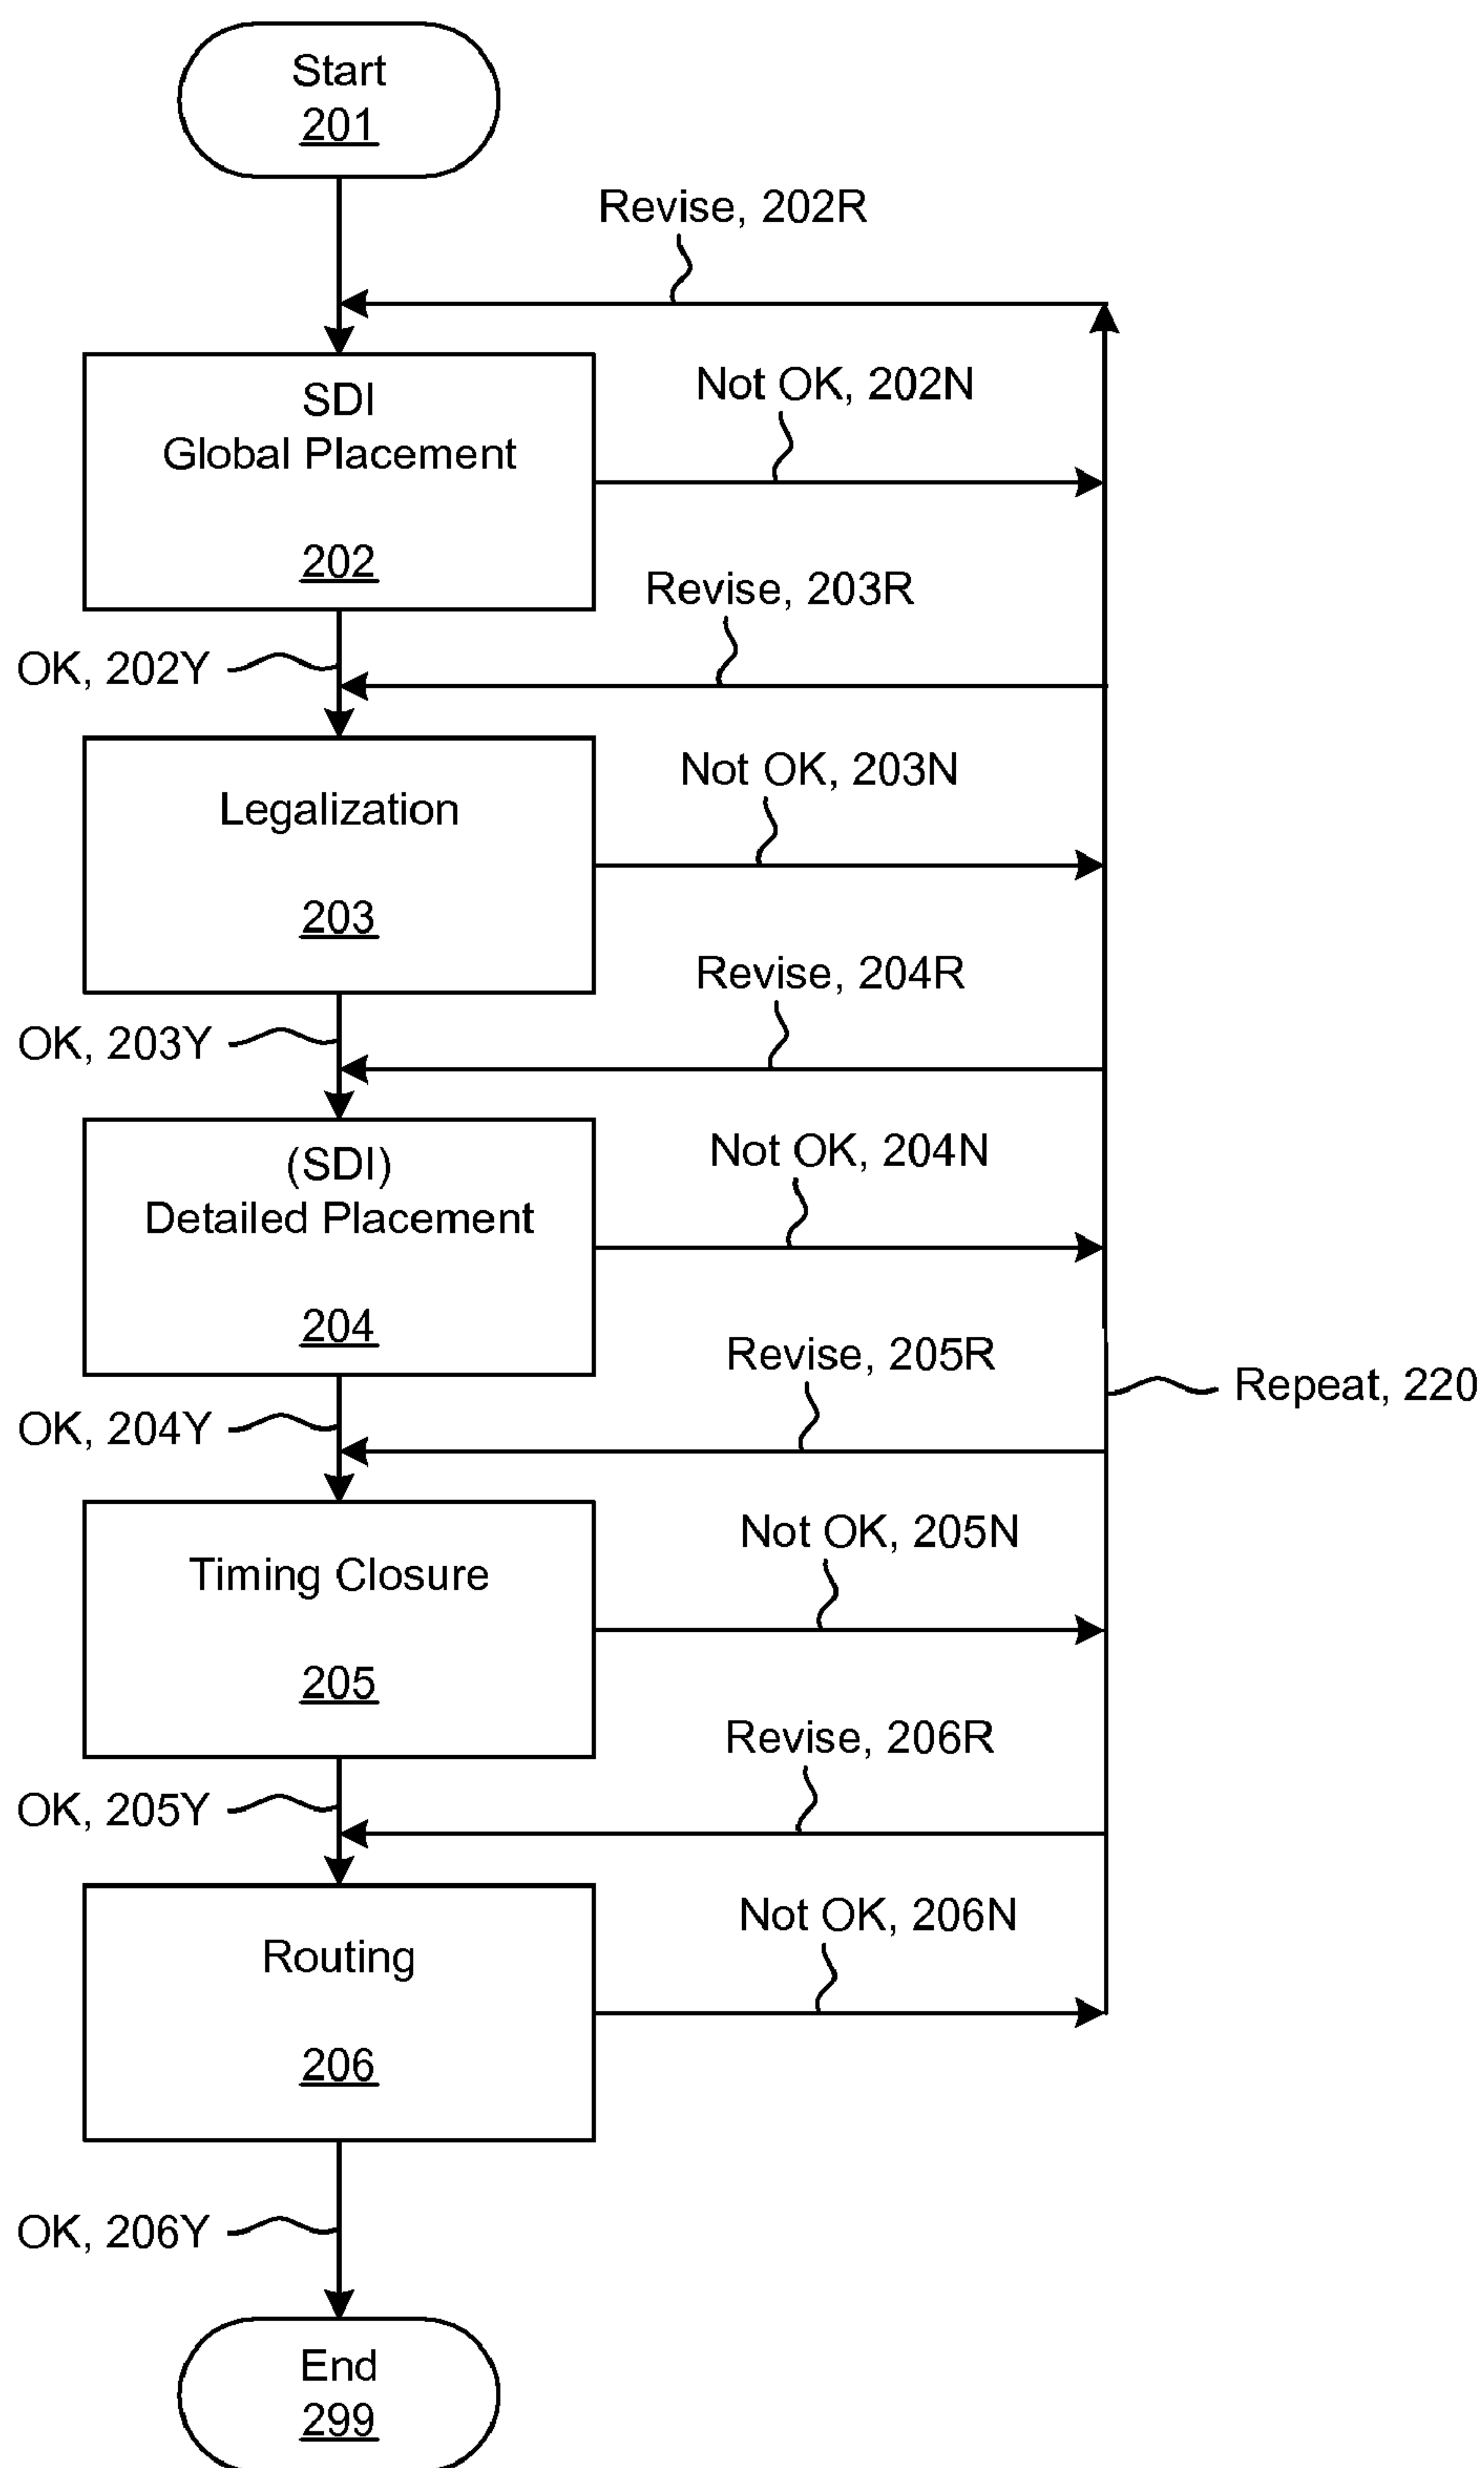 Start
201
Revise, 202R
SDI
Global Placement
202
Not OK, 202N
Revise, 203R
OK, 202Y
Legalization
203
Not OK, 203N
Revise, 204R
OK, 203Y
(SDI)
Detailed Placement
204
Not OK, 204N
Revise, 205R
Repeat, 220
OK, 204Y
Timing Closure
205
Not OK, 205N
Revise, 206R
OK, 205Y
Routing
206
Not OK, 206N
OK, 206Y
End
299